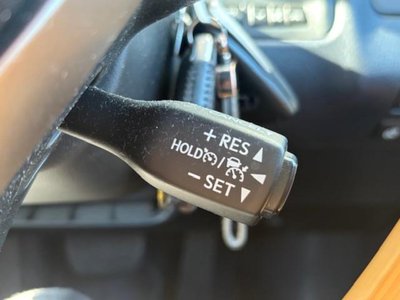 + RES ▲
HOLD / ◀
− SET ▼